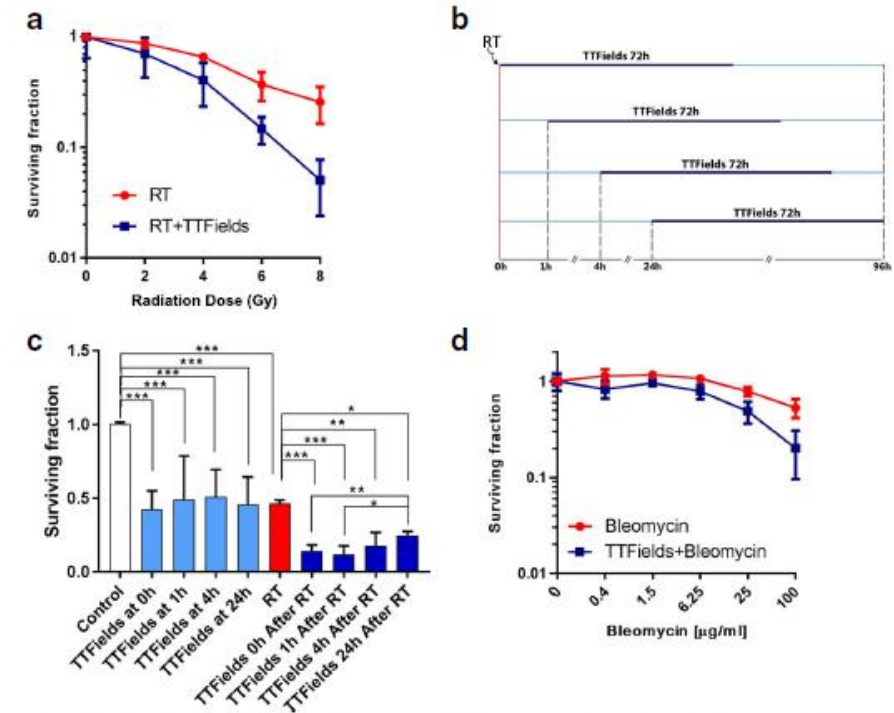 a
1
0.1
0.01
Surviving fraction
RT
RT+TTFields
0 2 4 6 8
Radiation Dose (Gy)
b
RT
TTFields 72h
TTFields 72h
TTFields 72h
TTFields 72h
0h 1h // 4h // 24h // 96h
c
1.5
1.0
0.5
0.0
Surviving fraction
***
***
***
***
***
*
**
***
***
**
*
Control
TTFields at 0h
TTFields at 1h
TTFields at 4h
TTFields at 24h
RT
TTFields 0h After RT
TTFields 1h After RT
TTFields 4h After RT
TTFields 24h After RT
d
1
0.1
0.01
Surviving fraction
Bleomycin
TTFields+Bleomycin
0 0.4 1.5 6.25 25 100
Bleomycin [µg/ml]